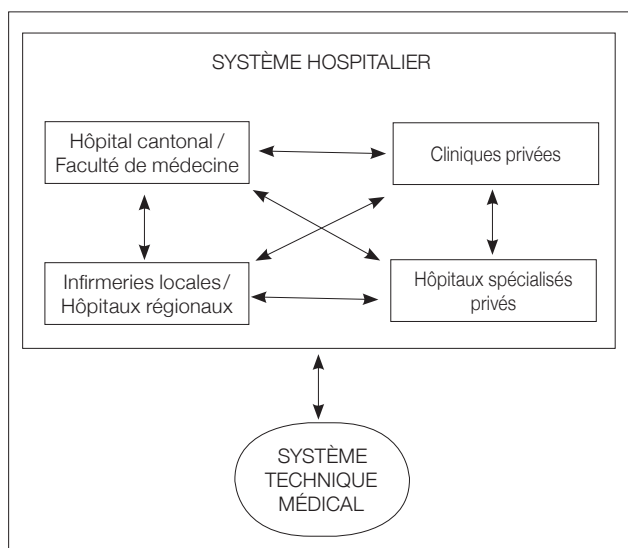 SYSTÈME HOSPITALIER
Hôpital cantonal /
Faculté de médecine
Cliniques privées
Infirmeries locales /
Hôpitaux régionaux
Hôpitaux spécialisés
privés
SYSTÈME
TECHNIQUE
MÉDICAL